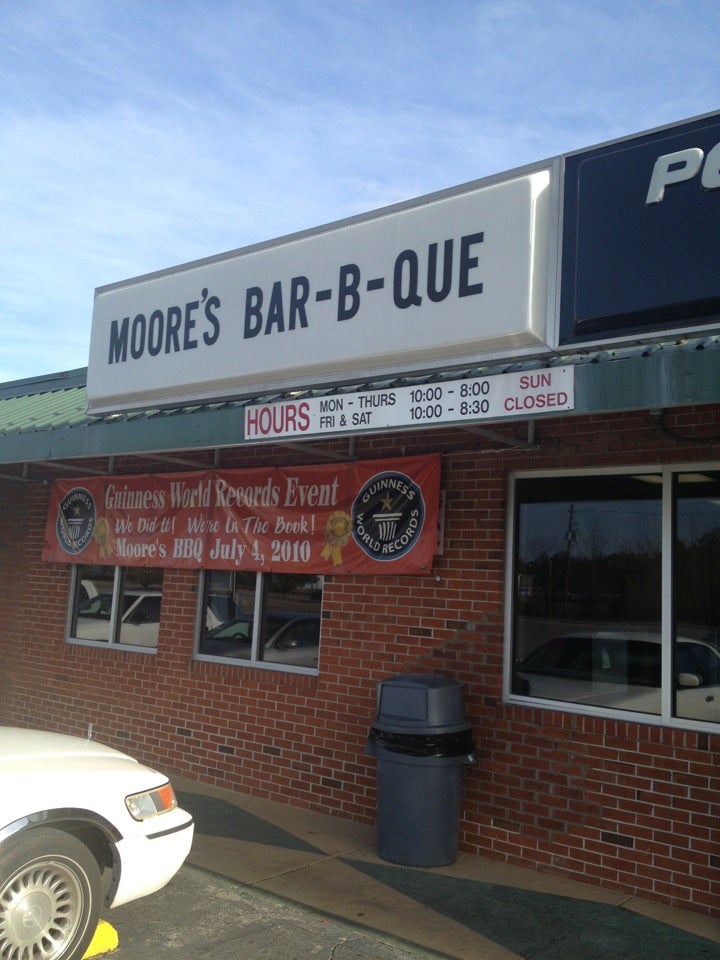 MOORE'S BAR-B-QUE
HOURS
MON - THURS 10:00 - 8:00
FRI & SAT 10:00 - 8:30
SUN
CLOSED
Guinness World Records Event
We Did It! We're In The Book!
Moore's BBQ July 4, 2010
GUINNESS
WORLD RECORDS
GUINNESS
WORLD RECORDS